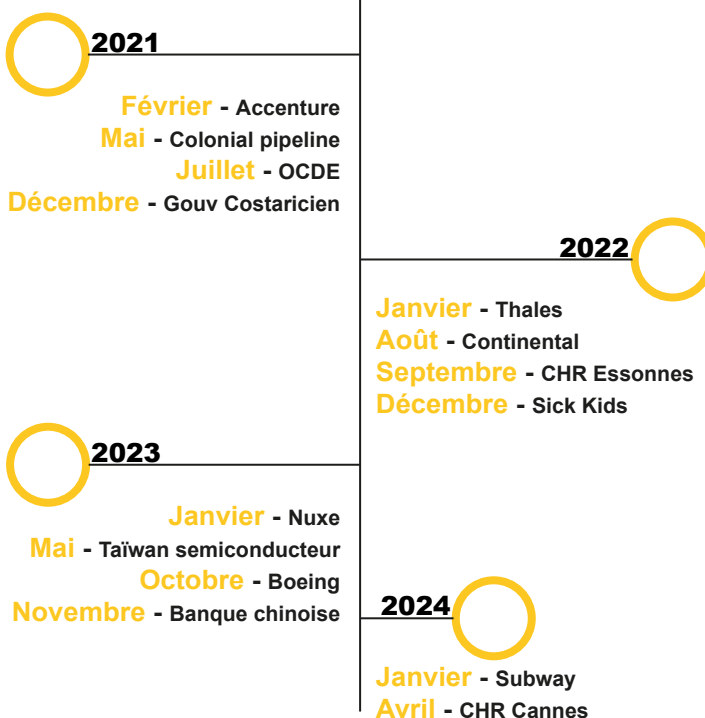 2021
Février - Accenture
Mai - Colonial pipeline
Juillet - OCDE
Décembre - Gouv Costaricien
2022
Janvier - Thales
Août - Continental
Septembre - CHR Essonnes
Décembre - Sick Kids
2023
Janvier - Nuxe
Mai - Taïwan semiconducteur
Octobre - Boeing
Novembre - Banque chinoise
2024
Janvier - Subway
Avril - CHR Cannes